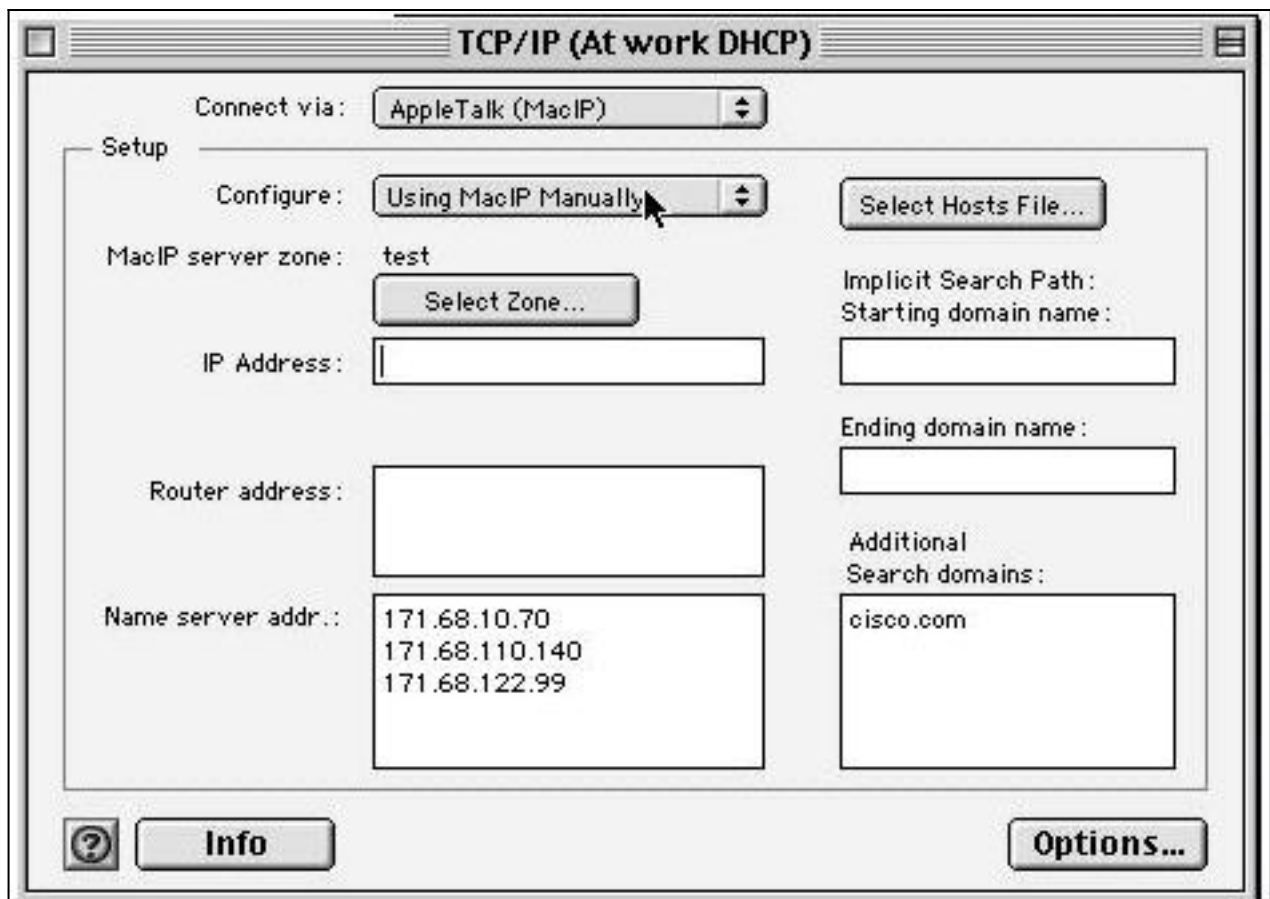 TCP/IP (At work DHCP)
Connect via: AppleTalk (MacIP)
Setup
Configure: Using MacIP Manually
Select Hosts File...
MacIP server zone: test
Select Zone...
Implicit Search Path:
Starting domain name:
IP Address:
Ending domain name:
Router address:
Additional
Search domains:
Name server addr.: 171.68.10.70
171.68.110.140
171.68.122.99
cisco.com
?
Info
Options...